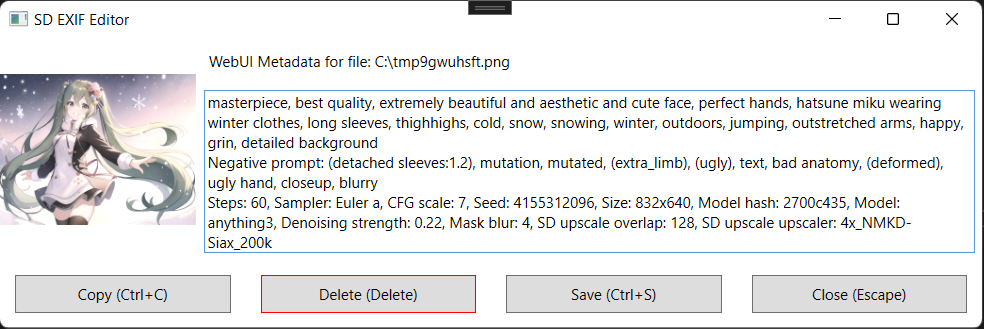 SD EXIF Editor
WebUI Metadata for file: C:\tmp9gwuhsft.png
masterpiece, best quality, extremely beautiful and aesthetic and cute face, perfect hands, hatsune miku wearing
winter clothes, long sleeves, thighhighs, cold, snow, snowing, winter, outdoors, jumping, outstretched arms, happy,
grin, detailed background
Negative prompt: (detached sleeves:1.2), mutation, mutated, (extra_limb), (ugly), text, bad anatomy, (deformed),
ugly hand, closeup, blurry
Steps: 60, Sampler: Euler a, CFG scale: 7, Seed: 4155312096, Size: 832x640, Model hash: 2700c435, Model:
anything3, Denoising strength: 0.22, Mask blur: 4, SD upscale overlap: 128, SD upscale upscaler: 4x_NMKD-
Siax_200k
Copy (Ctrl+C)
Delete (Delete)
Save (Ctrl+S)
Close (Escape)